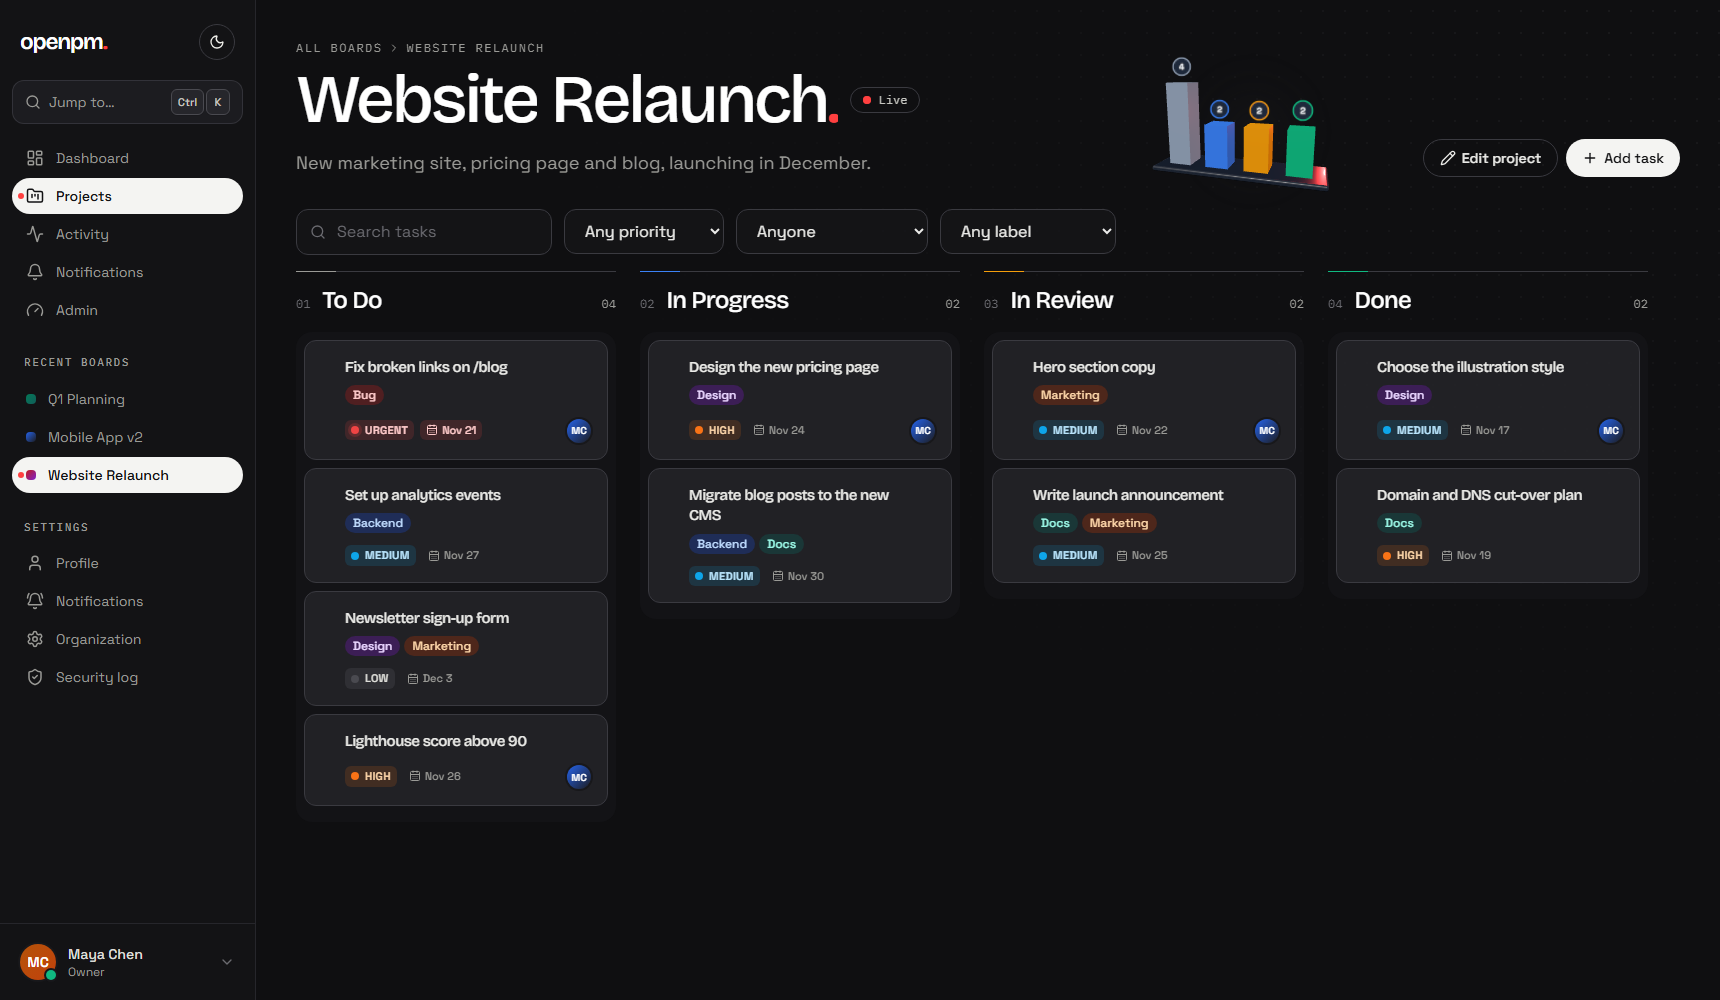 openpm.
Jump to...
Ctrl K
Dashboard
Projects
Activity
Notifications
Admin
RECENT BOARDS
Q1 Planning
Mobile App v2
Website Relaunch
SETTINGS
Profile
Notifications
Organization
Security log
MC
Maya Chen
Owner
ALL BOARDS > WEBSITE RELAUNCH
Website Relaunch.
Live
New marketing site, pricing page and blog, launching in December.
4
2
2
2
Edit project
Add task
Search tasks
Any priority
Anyone
Any label
01 To Do 04
Fix broken links on /blog
Bug
URGENT Nov 21 MC
Set up analytics events
Backend
MEDIUM Nov 27
Newsletter sign-up form
Design Marketing
LOW Dec 3
Lighthouse score above 90
HIGH Nov 26 MC
02 In Progress 02
Design the new pricing page
Design
HIGH Nov 24 MC
Migrate blog posts to the new
CMS
Backend Docs
MEDIUM Nov 30
03 In Review 02
Hero section copy
Marketing
MEDIUM Nov 22 MC
Write launch announcement
Docs Marketing
MEDIUM Nov 25
04 Done 02
Choose the illustration style
Design
MEDIUM Nov 17 MC
Domain and DNS cut-over plan
Docs
HIGH Nov 19